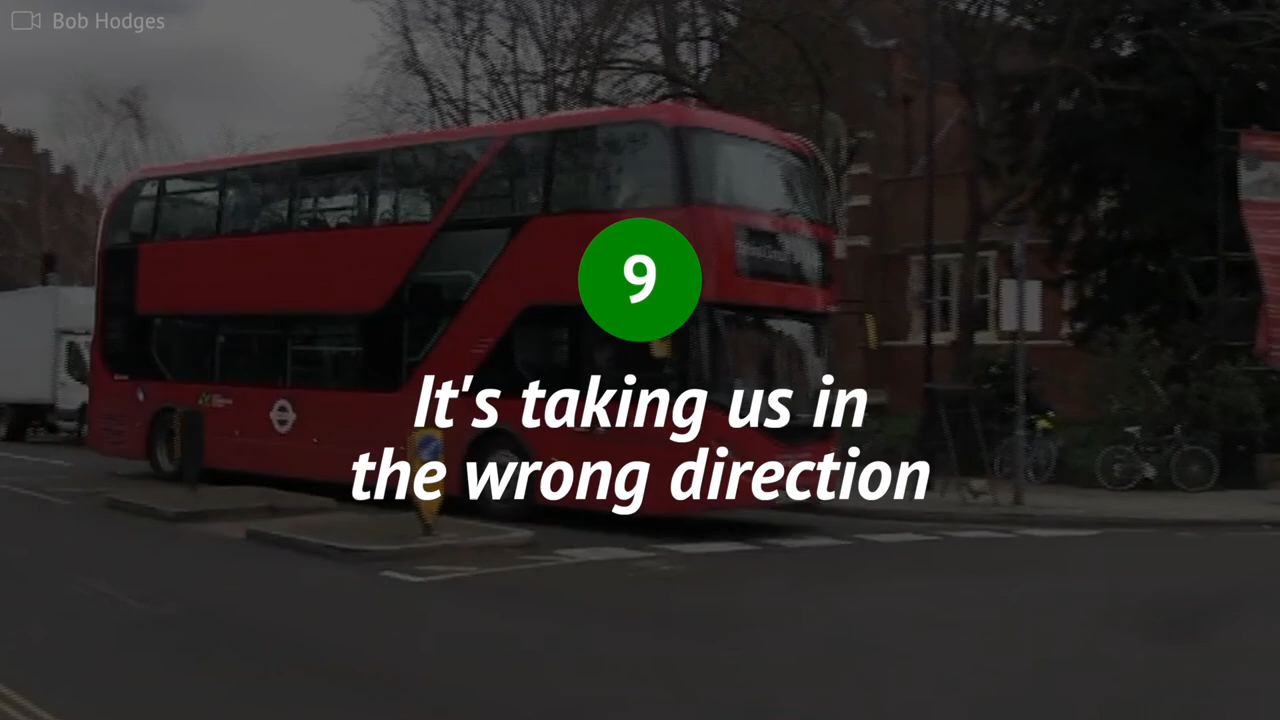 Bob Hodges
9
It's taking us in
the wrong direction